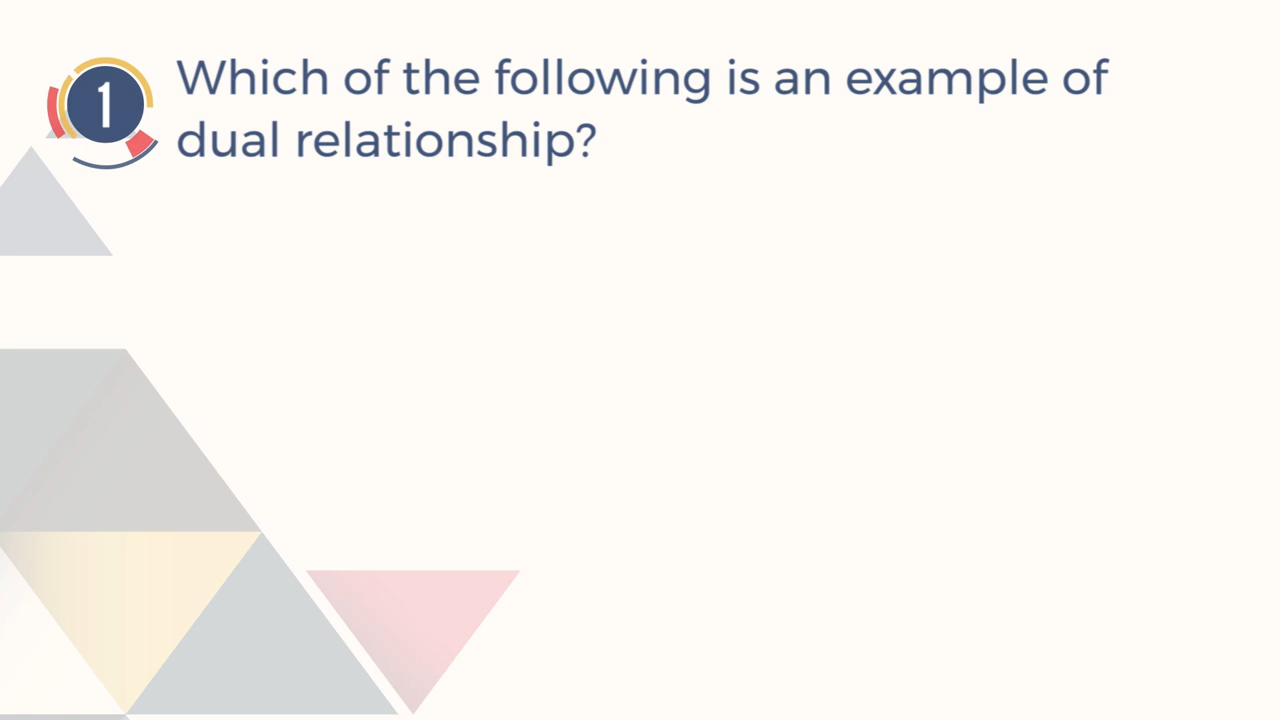 1
Which of the following is an example of
dual relationship?